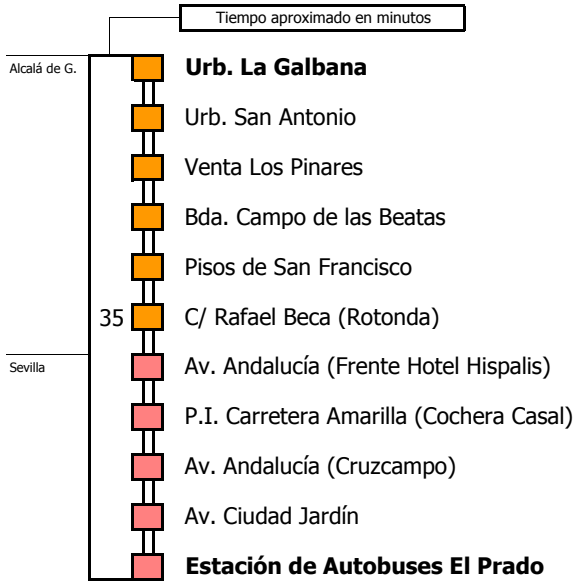 Tiempo aproximado en minutos
Alcalá de G.
Urb. La Galbana
Urb. San Antonio
Venta Los Pinares
Bda. Campo de las Beatas
Pisos de San Francisco
35
C/ Rafael Beca (Rotonda)
Sevilla
Av. Andalucía (Frente Hotel Hispalis)
P.I. Carretera Amarilla (Cochera Casal)
Av. Andalucía (Cruzcampo)
Av. Ciudad Jardín
Estación de Autobuses El Prado